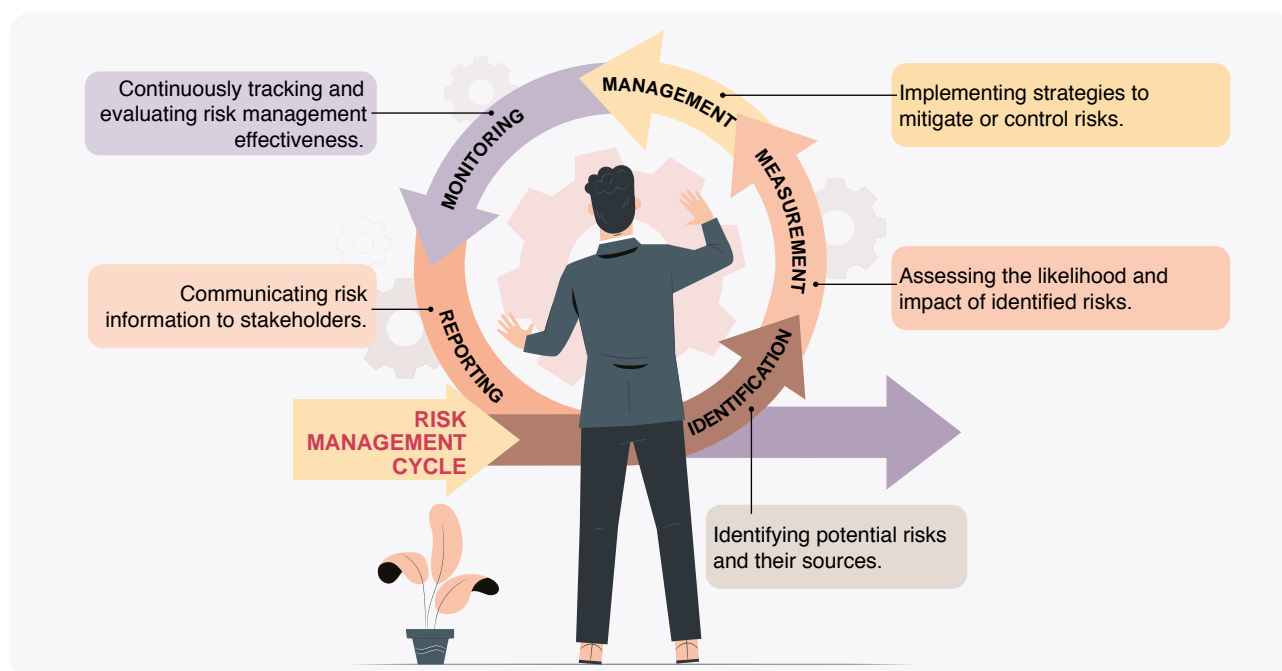 Continuously tracking and
evaluating risk management
effectiveness.
MANAGEMENT
Implementing strategies to
mitigate or control risks.
MONITORING
MEASUREMENT
Communicating risk
information to stakeholders.
Assessing the likelihood and
impact of identified risks.
REPORTING
IDENTIFICATION
RISK
MANAGEMENT
CYCLE
Identifying potential risks
and their sources.